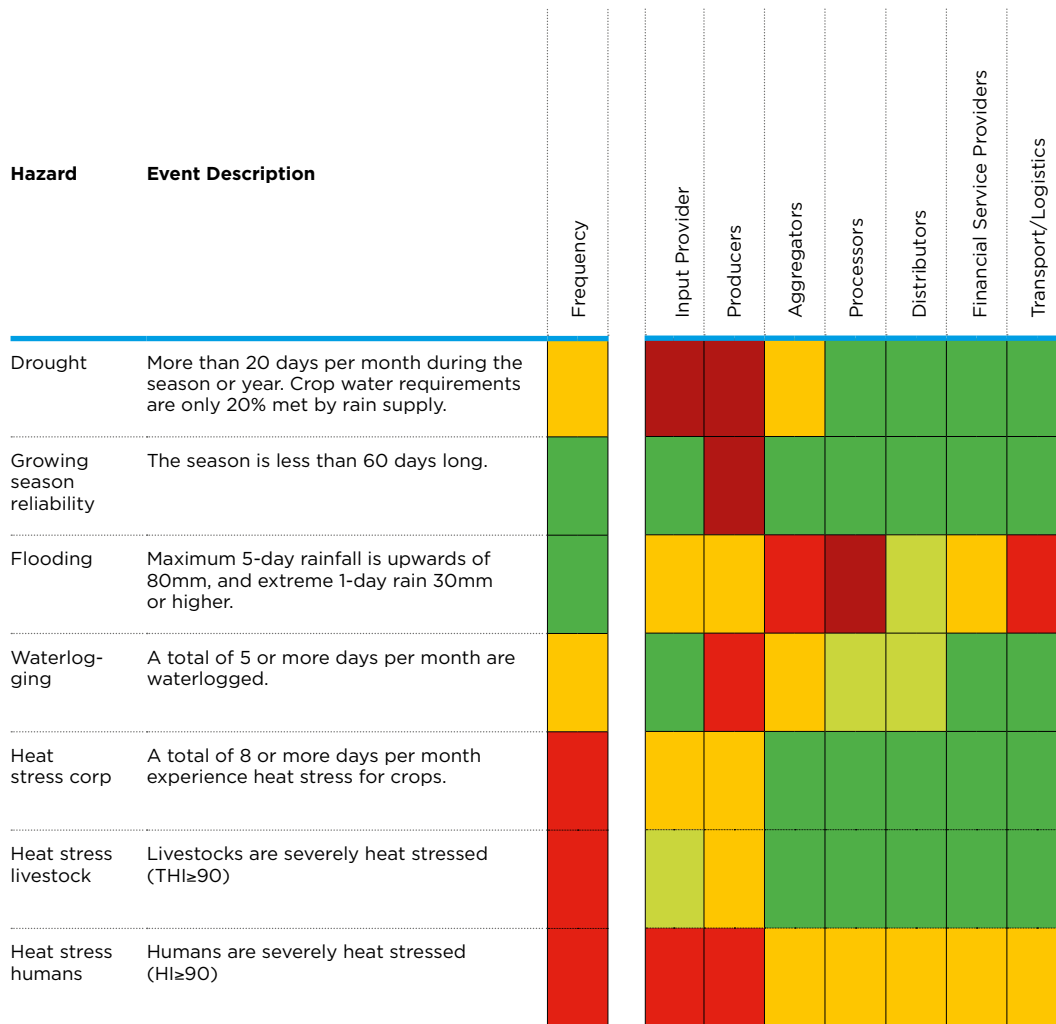 Hazard
Event Description
Frequency
Input Provider
Producers
Aggregators
Processors
Distributors
Financial Service Providers
Transport/Logistics
Drought
More than 20 days per month during the
season or year. Crop water requirements
are only 20% met by rain supply.
Growing
season
reliability
The season is less than 60 days long.
Flooding
Maximum 5-day rainfall is upwards of
80mm, and extreme 1-day rain 30mm
or higher.
Waterlog-
ging
A total of 5 or more days per month are
waterlogged.
Heat
stress corp
A total of 8 or more days per month
experience heat stress for crops.
Heat stress
livestock
Livestocks are severely heat stressed
(THI≥90)
Heat stress
humans
Humans are severely heat stressed
(HI≥90)